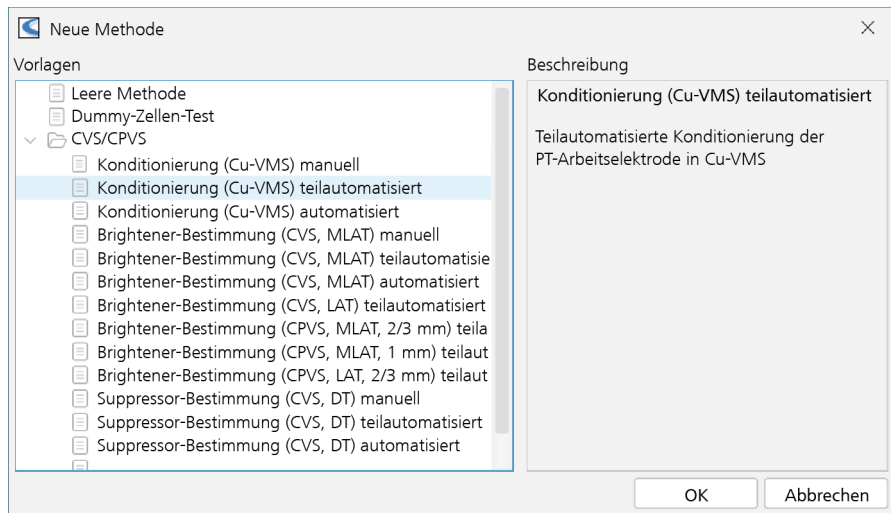 Neue Methode
Vorlagen
Leere Methode
Dummy-Zellen-Test
CVS/CPVS
Konditionierung (Cu-VMS) manuell
Konditionierung (Cu-VMS) teilautomatisiert
Konditionierung (Cu-VMS) automatisiert
Brightener-Bestimmung (CVS, MLAT) manuell
Brightener-Bestimmung (CVS, MLAT) teilautomatisie
Brightener-Bestimmung (CVS, MLAT) automatisiert
Brightener-Bestimmung (CVS, LAT) teilautomatisiert
Brightener-Bestimmung (CPVS, MLAT, 2/3 mm) teila
Brightener-Bestimmung (CPVS, MLAT, 1 mm) teilaut
Brightener-Bestimmung (CPVS, LAT, 2/3 mm) teilaut
Suppressor-Bestimmung (CVS, DT) manuell
Suppressor-Bestimmung (CVS, DT) teilautomatisiert
Suppressor-Bestimmung (CVS, DT) automatisiert
Beschreibung
Konditionierung (Cu-VMS) teilautomatisiert
Teilautomatisierte Konditionierung der
PT-Arbeitselektrode in Cu-VMS
OK
Abbrechen